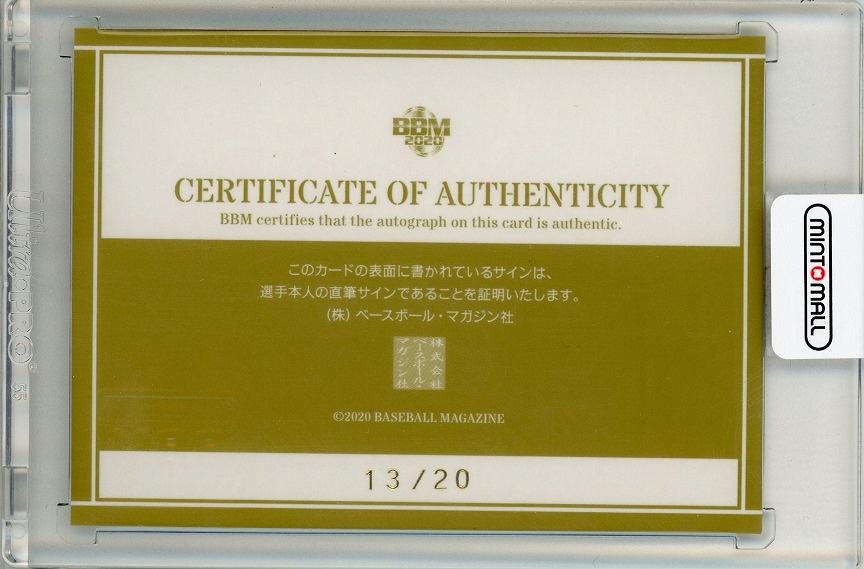 BBM
2020
CERTIFICATE OF AUTHENTICITY
BBM certifies that the autograph on this card is authentic.
このカードの表面に書かれているサインは、
選手本人の直筆サインであることを証明いたします。
(株) ベースボール・マガジン社
株式会社
ベースボール・
マガジン社
©2020 BASEBALL MAGAZINE
13/20
Ultra•PRO
MINTOMALL